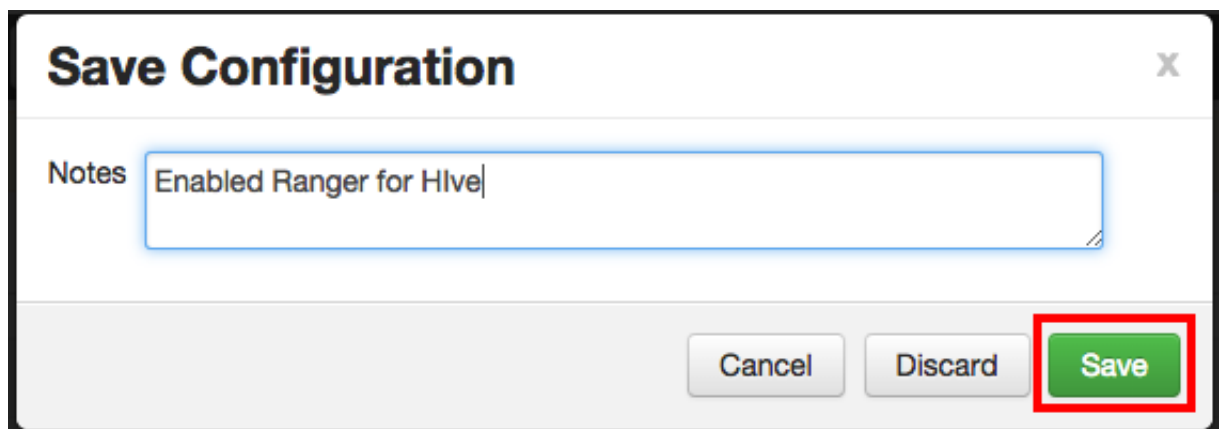 Save Configuration x
Notes Enabled Ranger for HIve
Cancel Discard Save